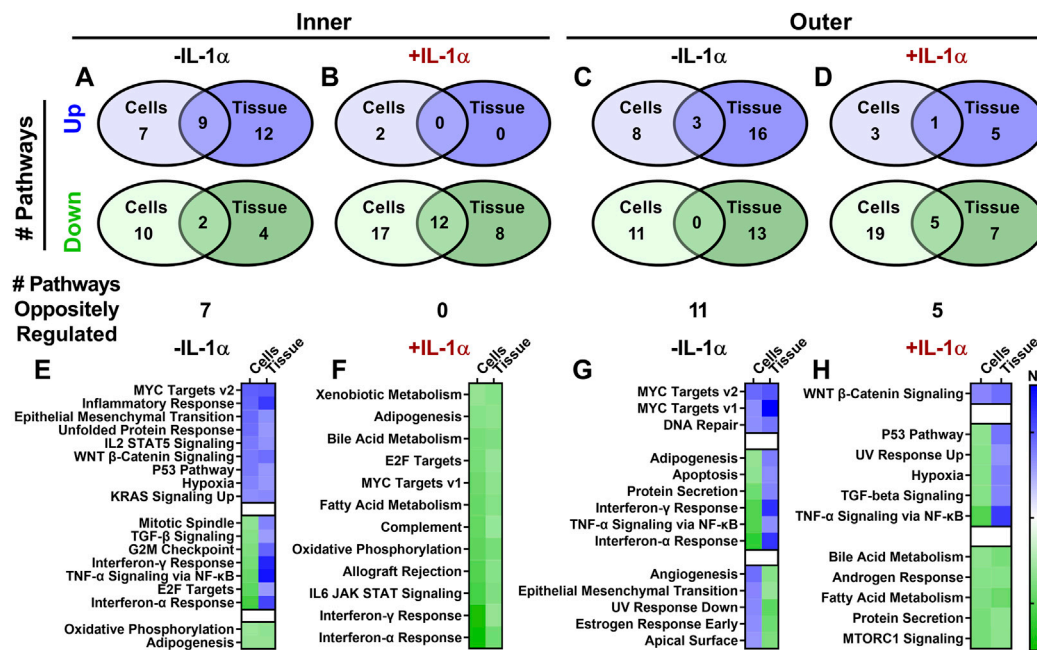 Inner
Outer
-IL-1α
+IL-1α
-IL-1α
+IL-1α
A
B
C
D
# Pathways
Up
Down
Cells
7
9
Tissue
12
Cells
2
0
Tissue
0
Cells
8
3
Tissue
16
Cells
3
1
Tissue
5
Cells
10
2
Tissue
4
Cells
17
12
Tissue
8
Cells
11
0
Tissue
13
Cells
19
5
Tissue
7
# Pathways
Oppositely
Regulated
7
0
11
5
E
-IL-1α
Cells
Tissue
MYC Targets v2
Inflammatory Response
Epithelial Mesenchymal Transition
Unfolded Protein Response
IL2 STAT5 Signaling
WNT β-Catenin Signaling
P53 Pathway
Hypoxia
KRAS Signaling Up
Mitotic Spindle
TGF-β Signaling
G2M Checkpoint
Interferon-γ Response
TNF-α Signaling via NF-κB
E2F Targets
Interferon-α Response
Oxidative Phosphorylation
Adipogenesis
F
+IL-1α
Cells
Tissue
Xenobiotic Metabolism
Adipogenesis
Bile Acid Metabolism
E2F Targets
MYC Targets v1
Fatty Acid Metabolism
Complement
Oxidative Phosphorylation
Allograft Rejection
IL6 JAK STAT Signaling
Interferon-γ Response
Interferon-α Response
G
-IL-1α
Cells
Tissue
MYC Targets v2
MYC Targets v1
DNA Repair
Adipogenesis
Apoptosis
Protein Secretion
Interferon-γ Response
TNF-α Signaling via NF-κB
Interferon-α Response
Angiogenesis
Epithelial Mesenchymal Transition
UV Response Down
Estrogen Response Early
Apical Surface
H
+IL-1α
Cells
Tissue
WNT β-Catenin Signaling
P53 Pathway
UV Response Up
Hypoxia
TGF-beta Signaling
TNF-α Signaling via NF-κB
Bile Acid Metabolism
Androgen Response
Fatty Acid Metabolism
Protein Secretion
MTORC1 Signaling